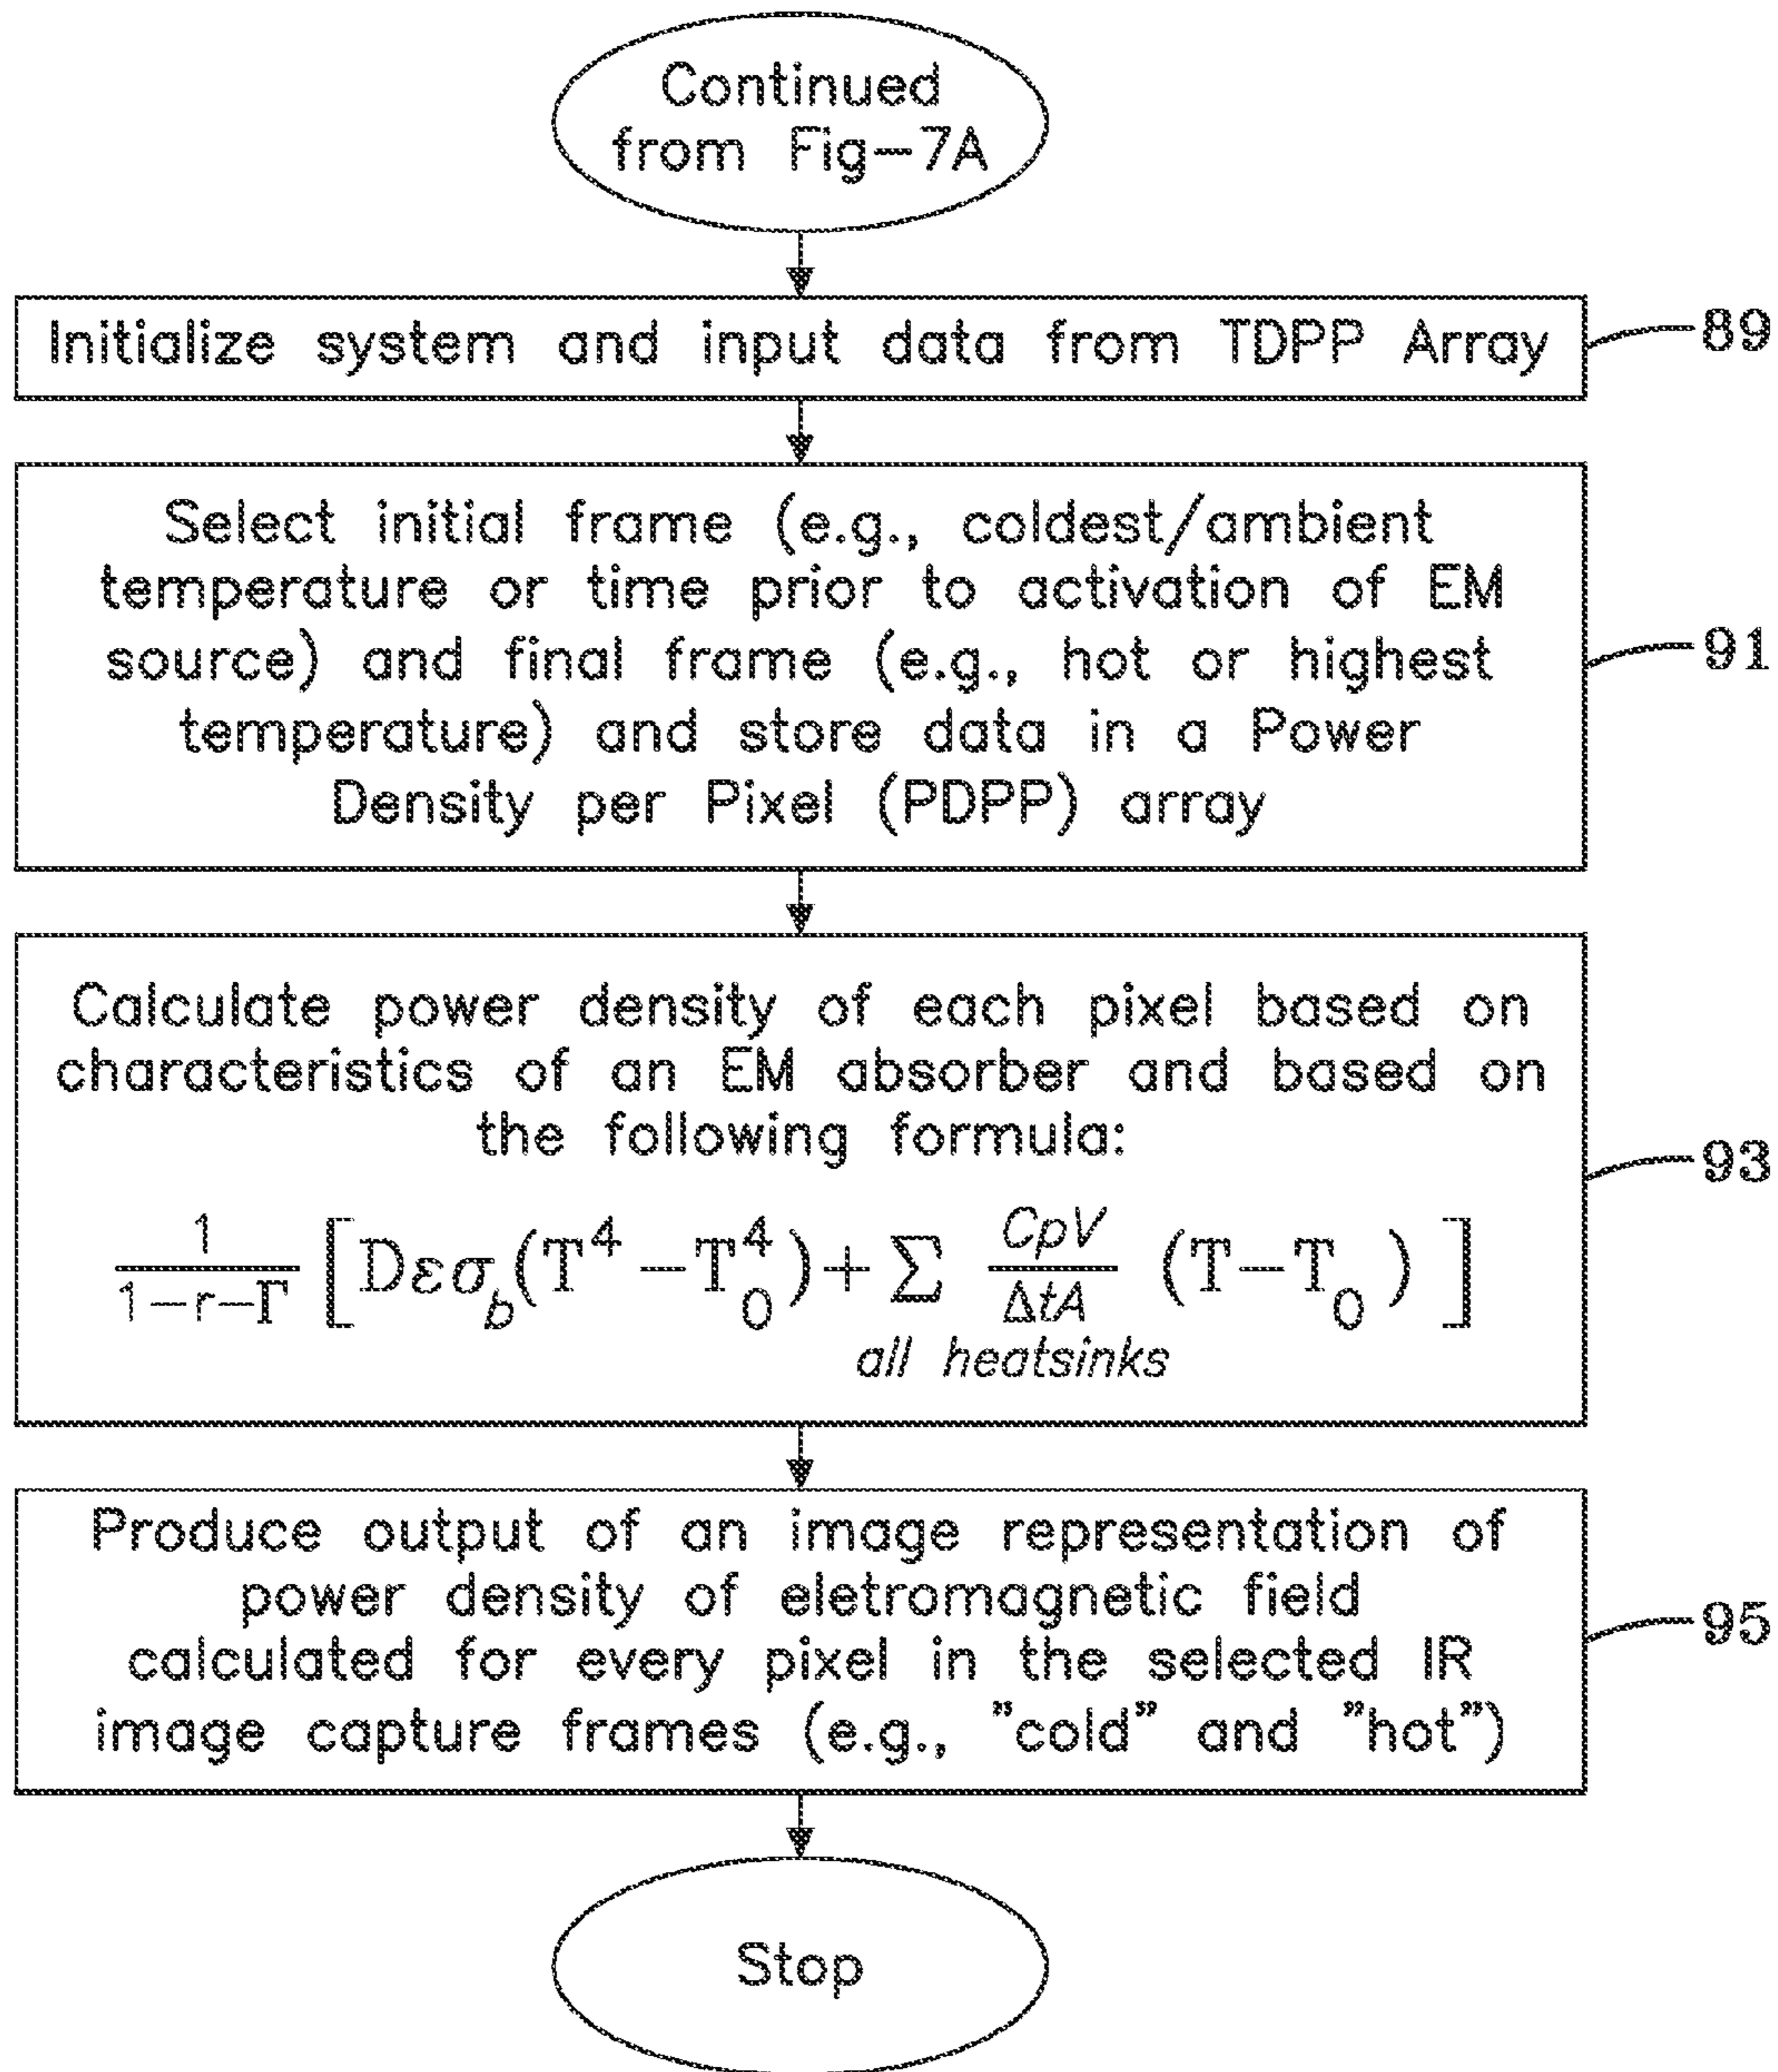 Continued
from Fig-7A
Initialize system and input data from TDPP Array
89
Select initial frame (e.g., coldest/ambient
temperature or time prior to activation of EM
source) and final frame (e.g., hot or highest
temperature) and store data in a Power
Density per Pixel (PDPP) array
91
Calculate power density of each pixel based on
characteristics of an EM absorber and based on
the following formula:
1/(1-r-Γ) [Dεσ_b(T^4-T_0^4)+ Σ CpV/ΔtA (T-T_0)]
all heatsinks
93
Produce output of an image representation of
power density of eletromagnetic field
calculated for every pixel in the selected IR
image capture frames (e.g., "cold" and "hot")
95
Stop